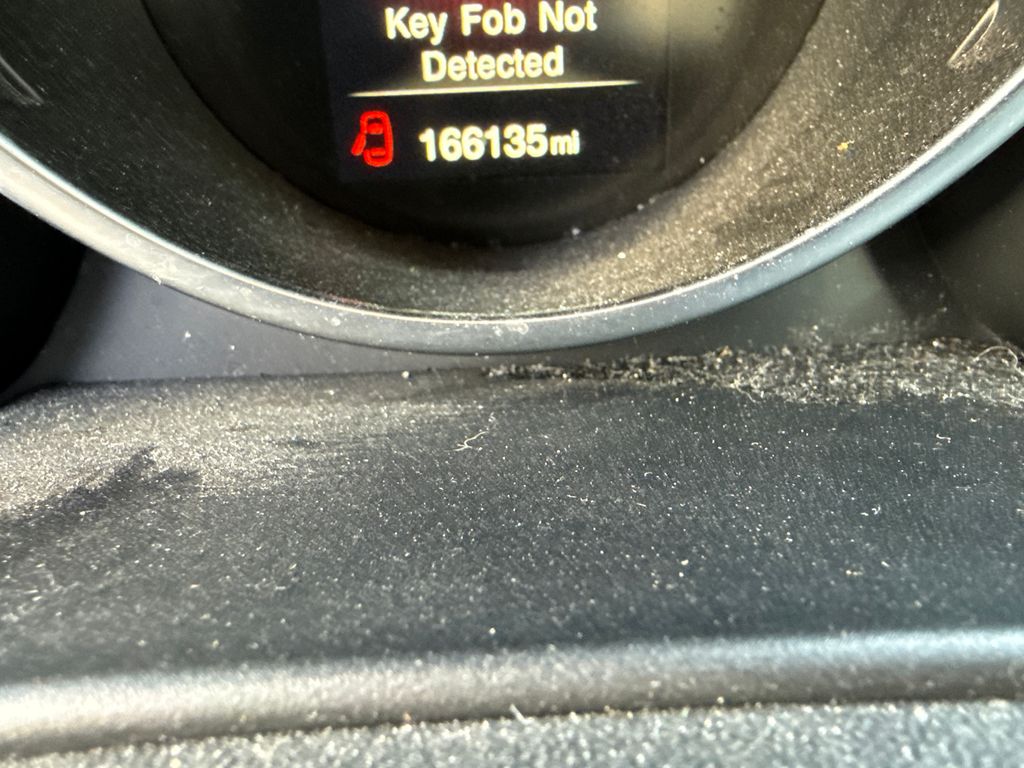 Key Fob Not
Detected
166135mi